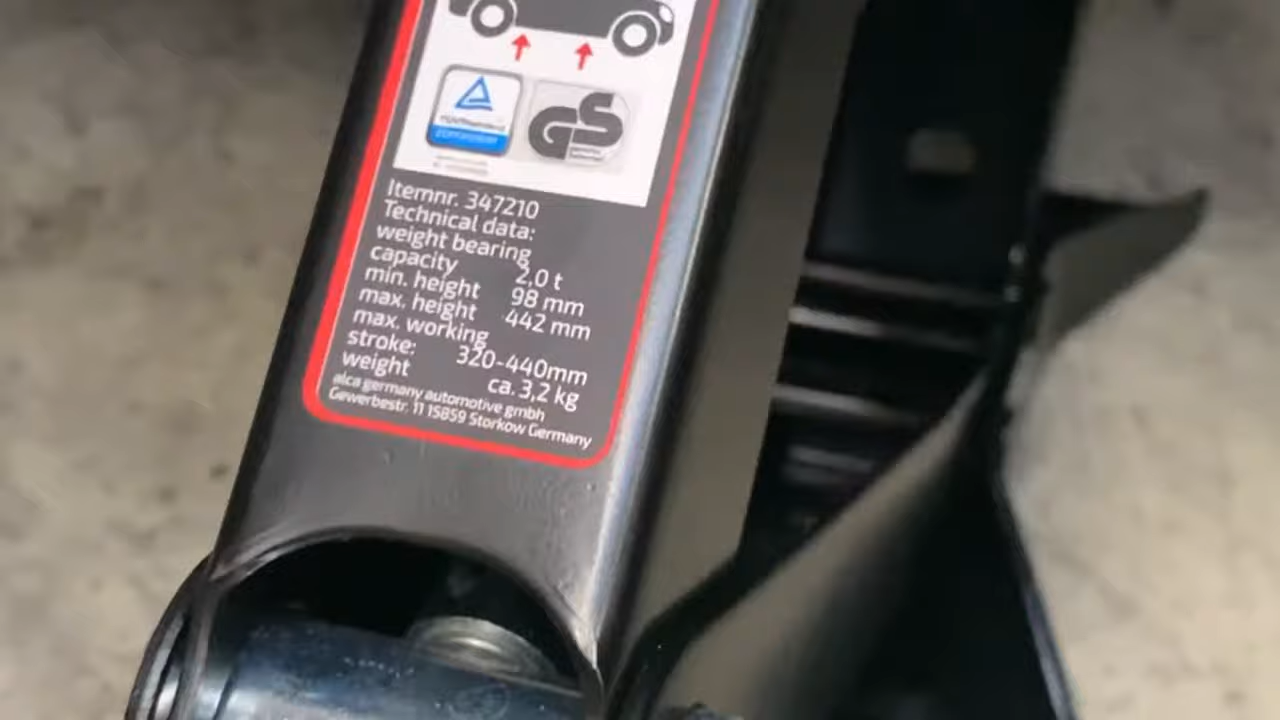 GS
Itemnr. 347210
Technical data:
weight bearing
capacity 2,0 t
min. height 98 mm
max. height 442 mm
max. working
stroke: 320-440mm
weight ca. 3,2 kg
alca germany automotive gmbh
Gewerbestr. 11 15859 Storkow Germany